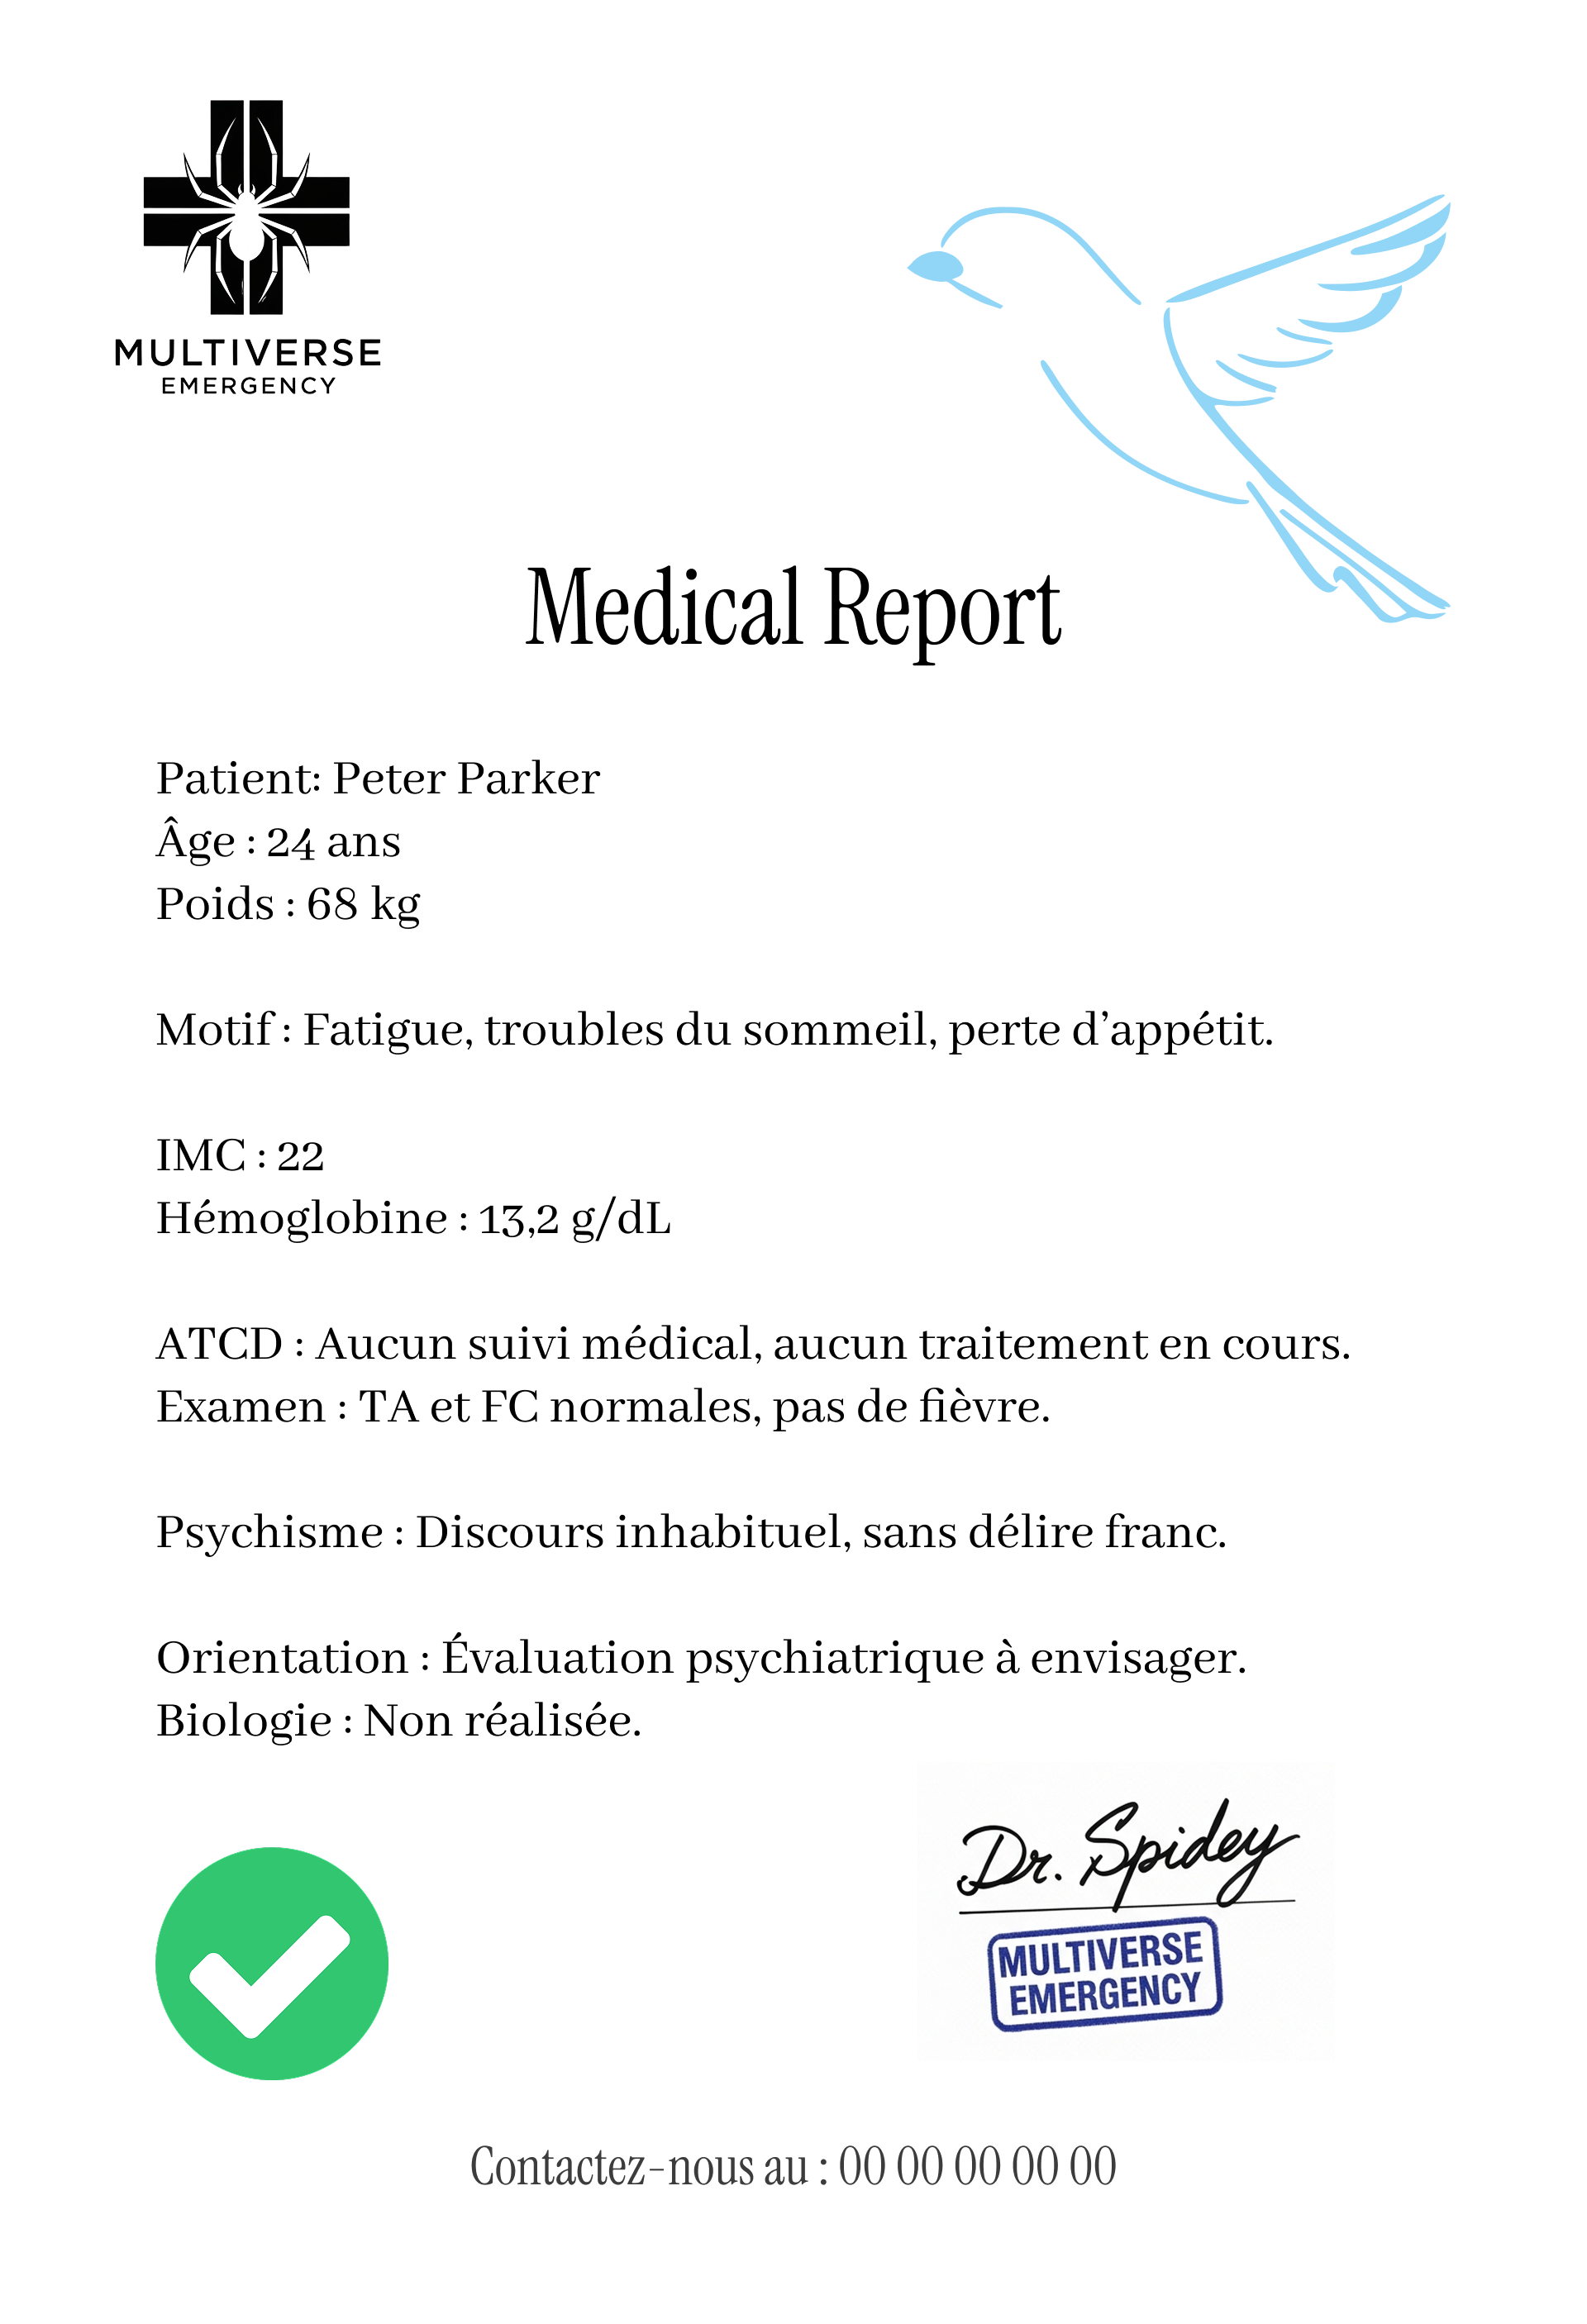 MULTIVERSE
EMERGENCY
Medical Report
Patient: Peter Parker
Âge : 24 ans
Poids : 68 kg
Motif : Fatigue, troubles du sommeil, perte d’appétit.
IMC : 22
Hémoglobine : 13,2 g/dL
ATCD : Aucun suivi médical, aucun traitement en cours.
Examen : TA et FC normales, pas de fièvre.
Psychisme : Discours inhabituel, sans délire franc.
Orientation : Évaluation psychiatrique à envisager.
Biologie : Non réalisée.
Dr. Spidey
MULTIVERSE
EMERGENCY
Contactez-nous au : 00 00 00 00 00